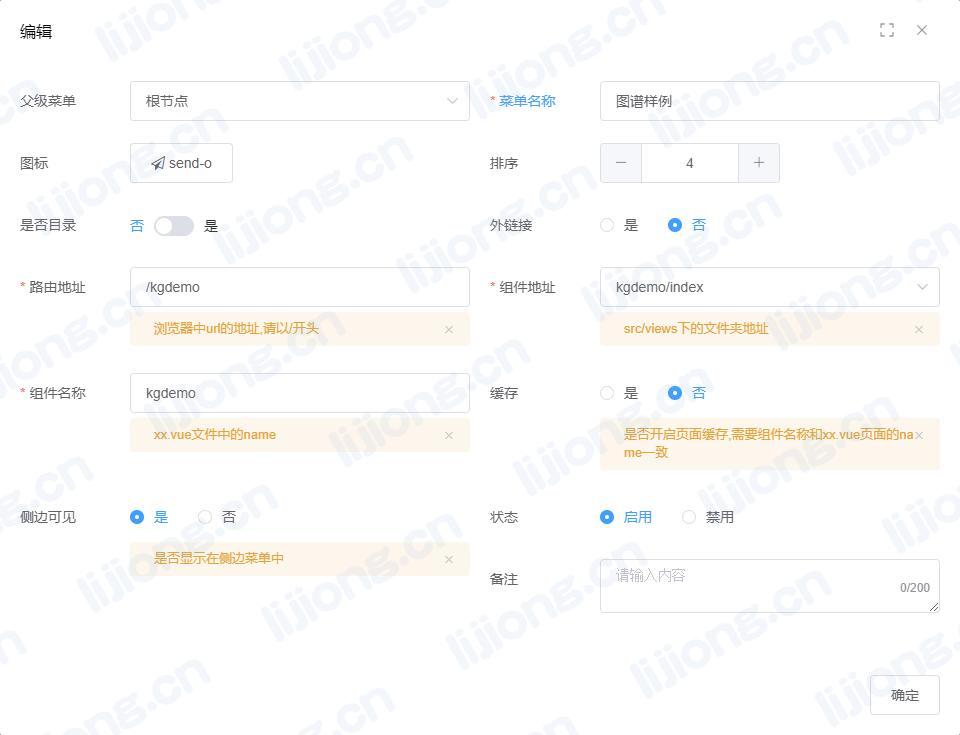 编辑
父级菜单 根节点 * 菜单名称 图谱样例
图标 send-o 排序 4
是否目录 否 是 外链接 是 否
* 路由地址 /kgdemo * 组件地址 kgdemo/index
浏览器中url的地址,请以/开头 src/views下的文件夹地址
* 组件名称 kgdemo 缓存 是 否
xx.vue文件中的name 是否开启页面缓存,需要组件名称和xx.vue页面的na
me一致
侧边可见 是 否 状态 启用 禁用
是否显示在侧边菜单中
备注 请输入内容
0/200
确定
lijiong.cn